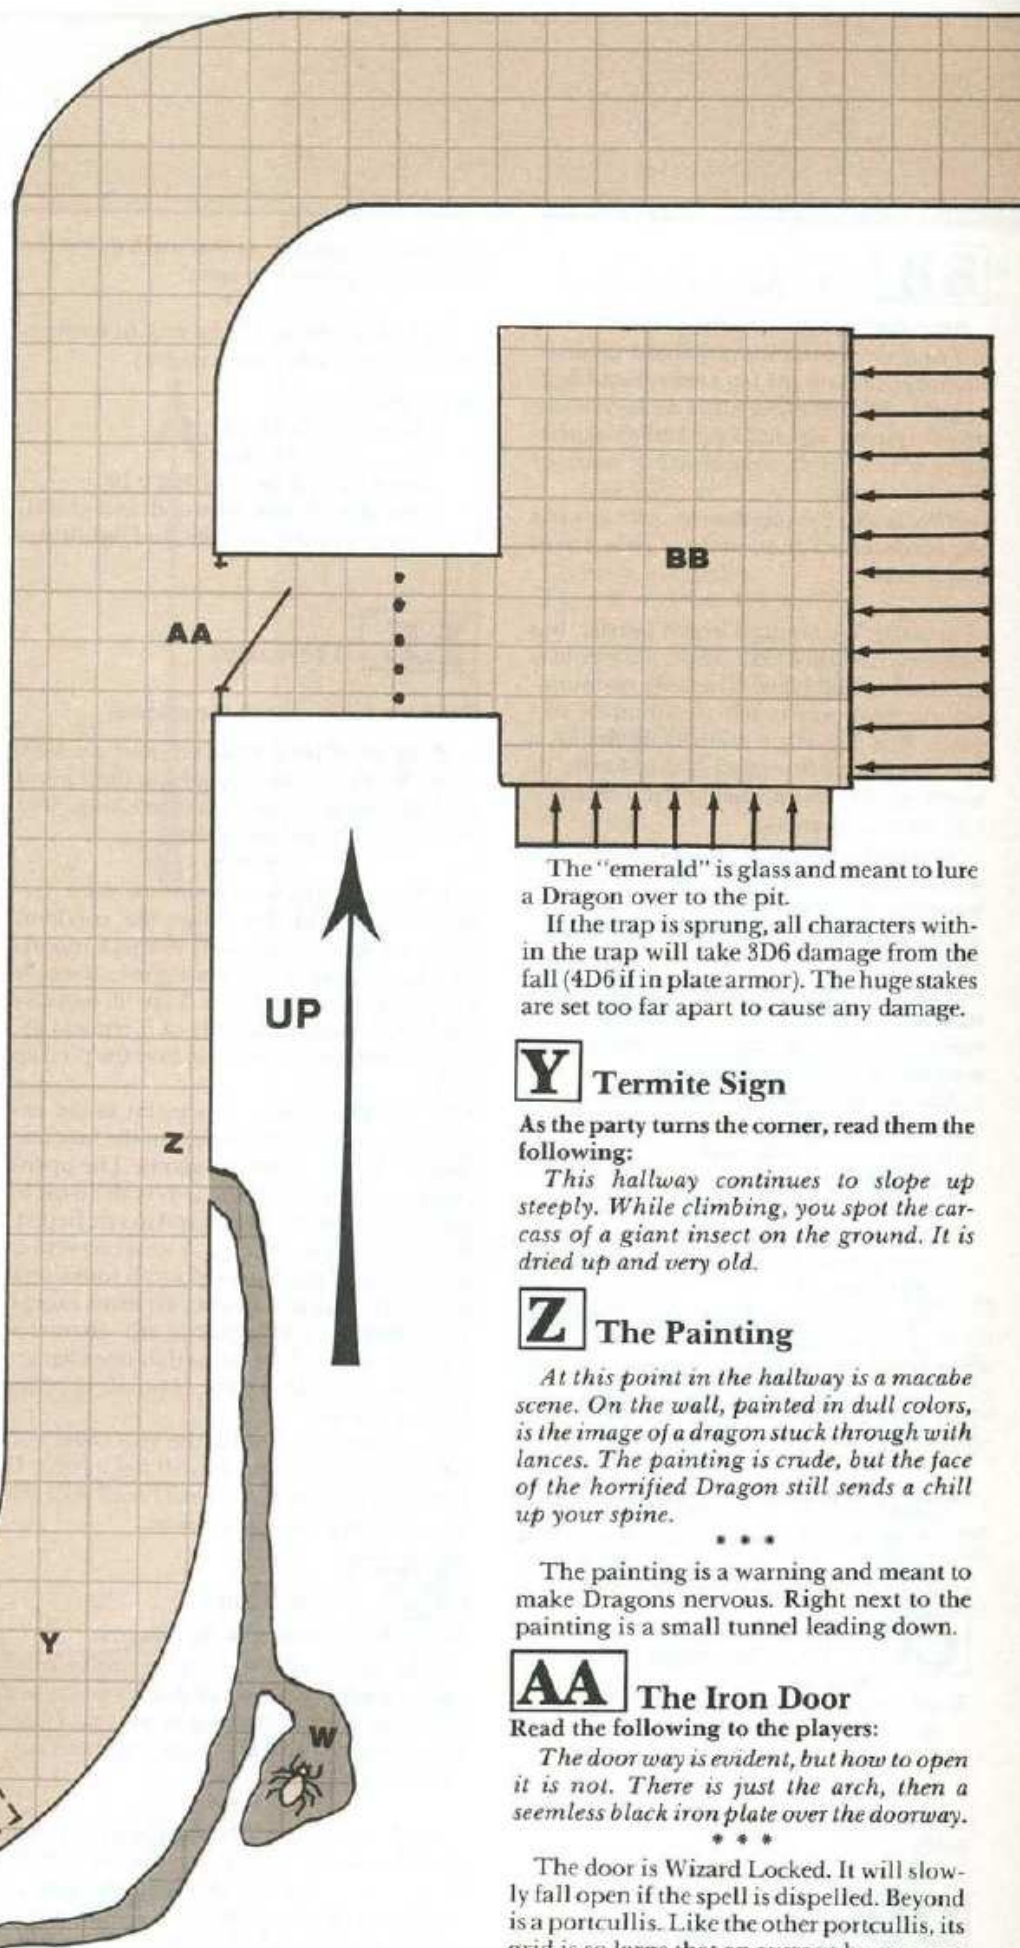 BB
AA
The "emerald" is glass and meant to lure
a Dragon over to the pit.
If the trap is sprung, all characters with-
in the trap will take 3D6 damage from the
fall (4D6 if in plate armor). The huge stakes
are set too far apart to cause any damage.
UP
Y Termite Sign
As the party turns the corner, read them the
following:
This hallway continues to slope up
steeply. While climbing, you spot the car-
cass of a giant insect on the ground. It is
dried up and very old.
Z
Z The Painting
At this point in the hallway is a macabe
scene. On the wall, painted in dull colors,
is the image of a dragon stuck through with
lances. The painting is crude, but the face
of the horrified Dragon still sends a chill
up your spine.
* * *
The painting is a warning and meant to
make Dragons nervous. Right next to the
painting is a small tunnel leading down.
Y
AA The Iron Door
Read the following to the players:
The door way is evident, but how to open
it is not. There is just the arch, then a
seemless black iron plate over the doorway.
* * *
W
The door is Wizard Locked. It will slow-
ly fall open if the spell is dispelled. Beyond
is a portcullis. Like the other portcullis, its
grid is so large that an